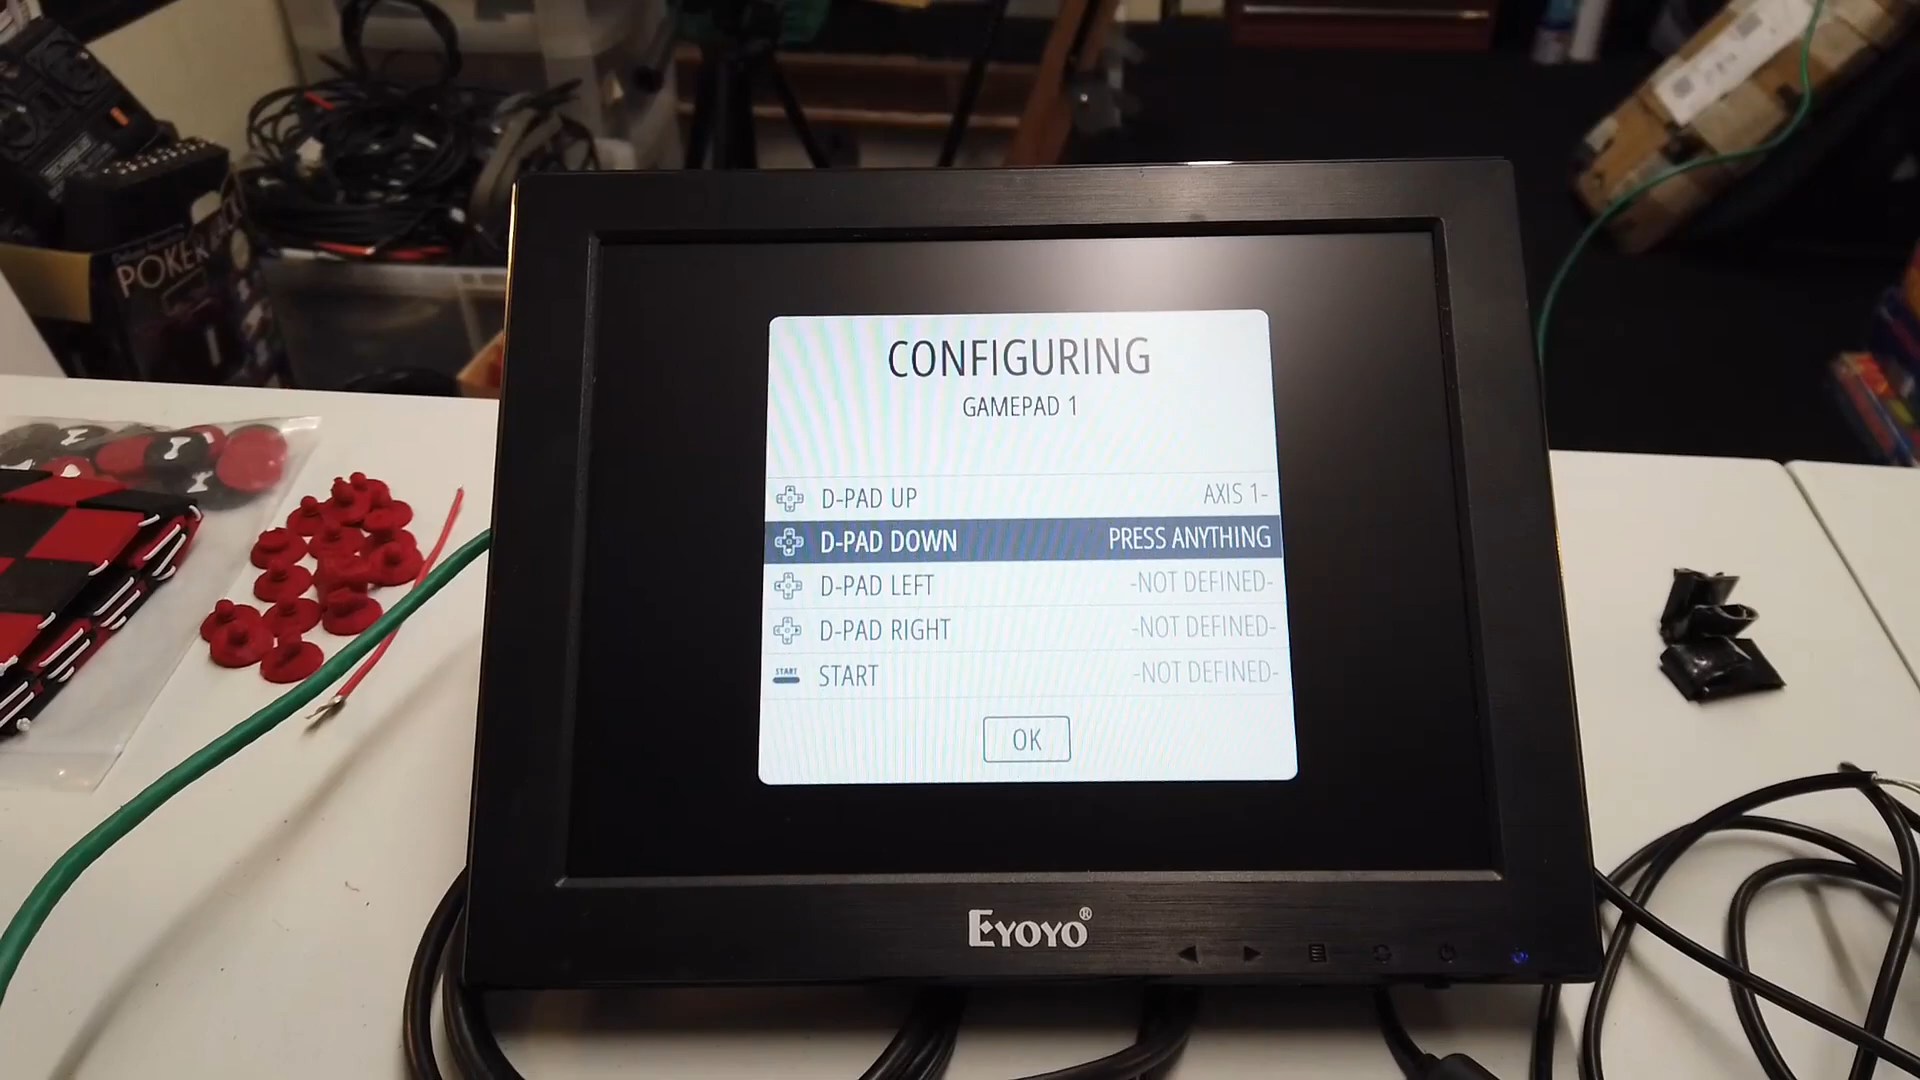 POKER
CONFIGURING
GAMEPAD 1
D-PAD UP AXIS 1-
D-PAD DOWN PRESS ANYTHING
D-PAD LEFT -NOT DEFINED-
D-PAD RIGHT -NOT DEFINED-
START START -NOT DEFINED-
OK
EYOYO®